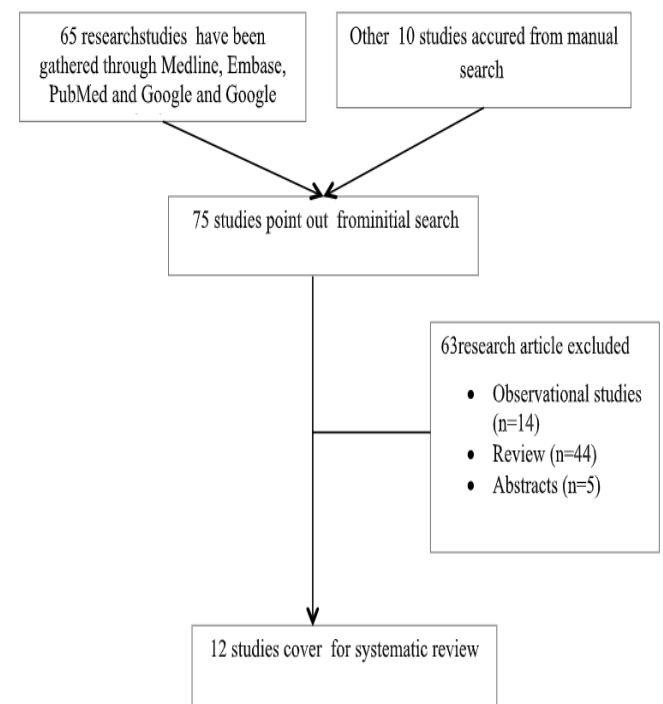 65 researchstudies have been
gathered through Medline, Embase,
PubMed and Google and Google
Other 10 studies accured from manual
search
75 studies point out frominitial search
63research article excluded
• Observational studies
(n=14)
• Review (n=44)
• Abstracts (n=5)
12 studies cover for systematic review